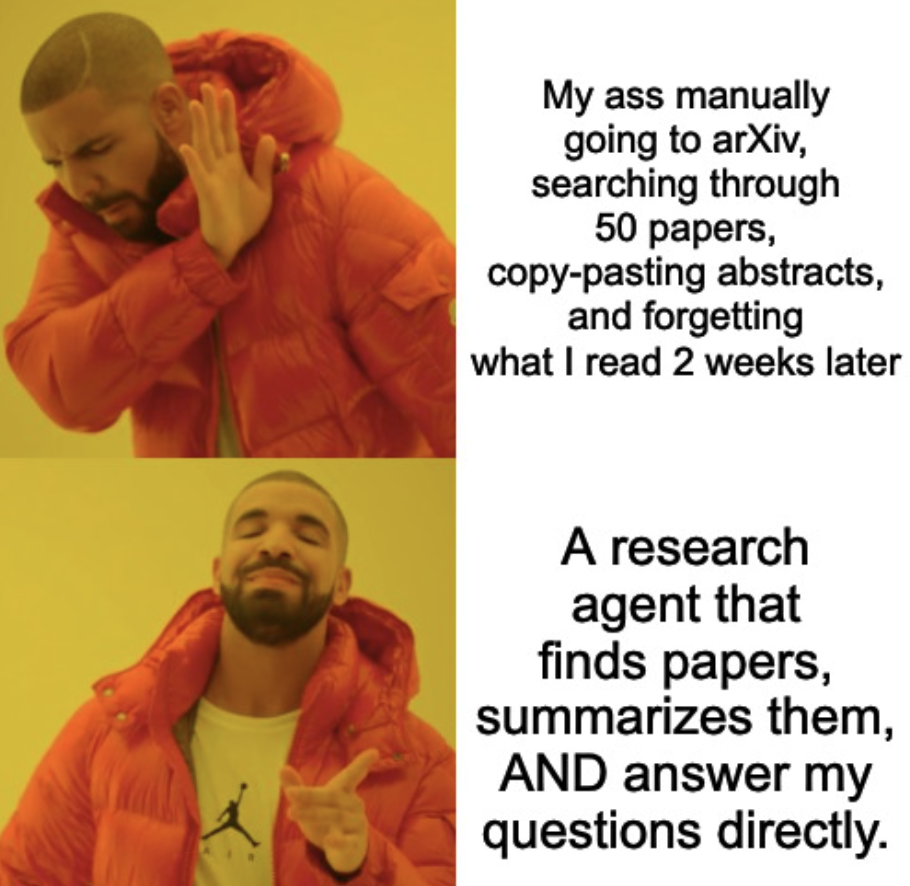 My ass manually
going to arXiv,
searching through
50 papers,
copy-pasting abstracts,
and forgetting
what I read 2 weeks later
A research
agent that
finds papers,
summarizes them,
AND answer my
questions directly.
AIR